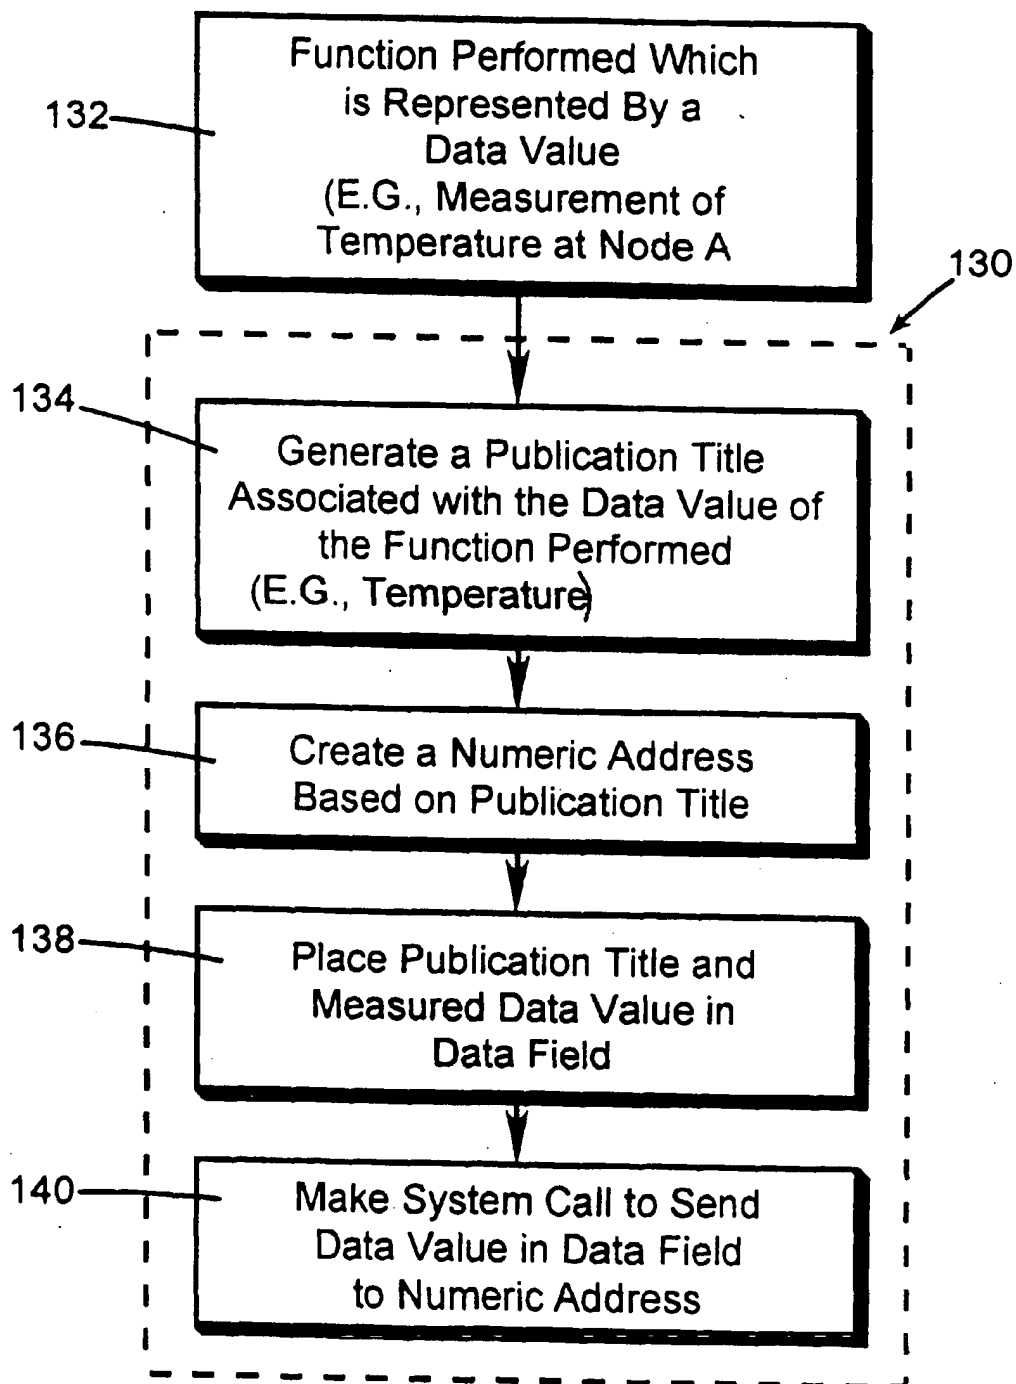 Function Performed Which
is Represented By a
Data Value
(E.G., Measurement of
Temperature at Node A
132
130
134
Generate a Publication Title
Associated with the Data Value of
the Function Performed
(E.G., Temperature)
136
Create a Numeric Address
Based on Publication Title
138
Place Publication Title and
Measured Data Value in
Data Field
140
Make System Call to Send
Data Value in Data Field
to Numeric Address